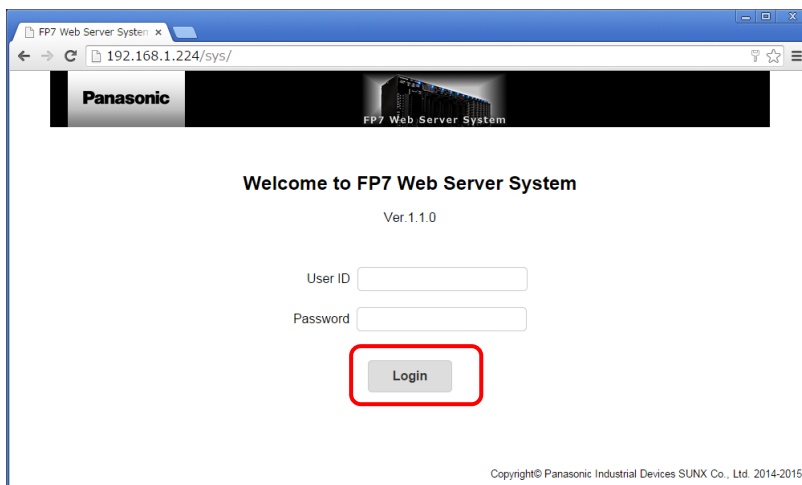 FP7 Web Server System
192.168.1.224/sys/
Panasonic
FP7 Web Server System
Welcome to FP7 Web Server System
Ver.1.1.0
User ID
Password
Login
Copyright© Panasonic Industrial Devices SUNX Co., Ltd. 2014-2015